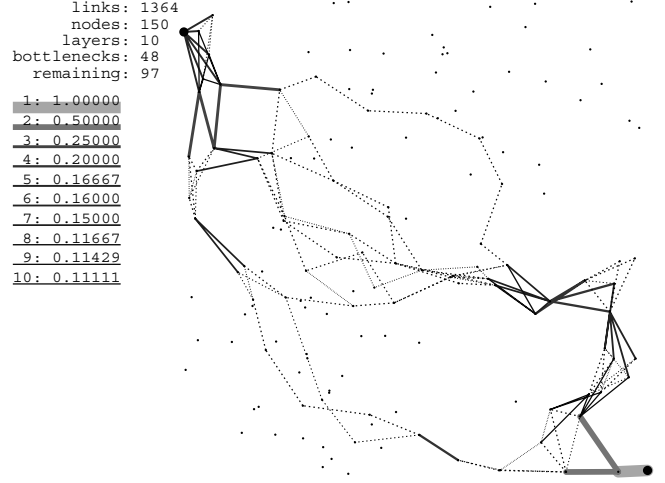 links: 1364
nodes: 150
layers: 10
bottlenecks: 48
remaining: 97
1: 1.00000
2: 0.50000
3: 0.25000
4: 0.20000
5: 0.16667
6: 0.16000
7: 0.15000
8: 0.11667
9: 0.11429
10: 0.11111